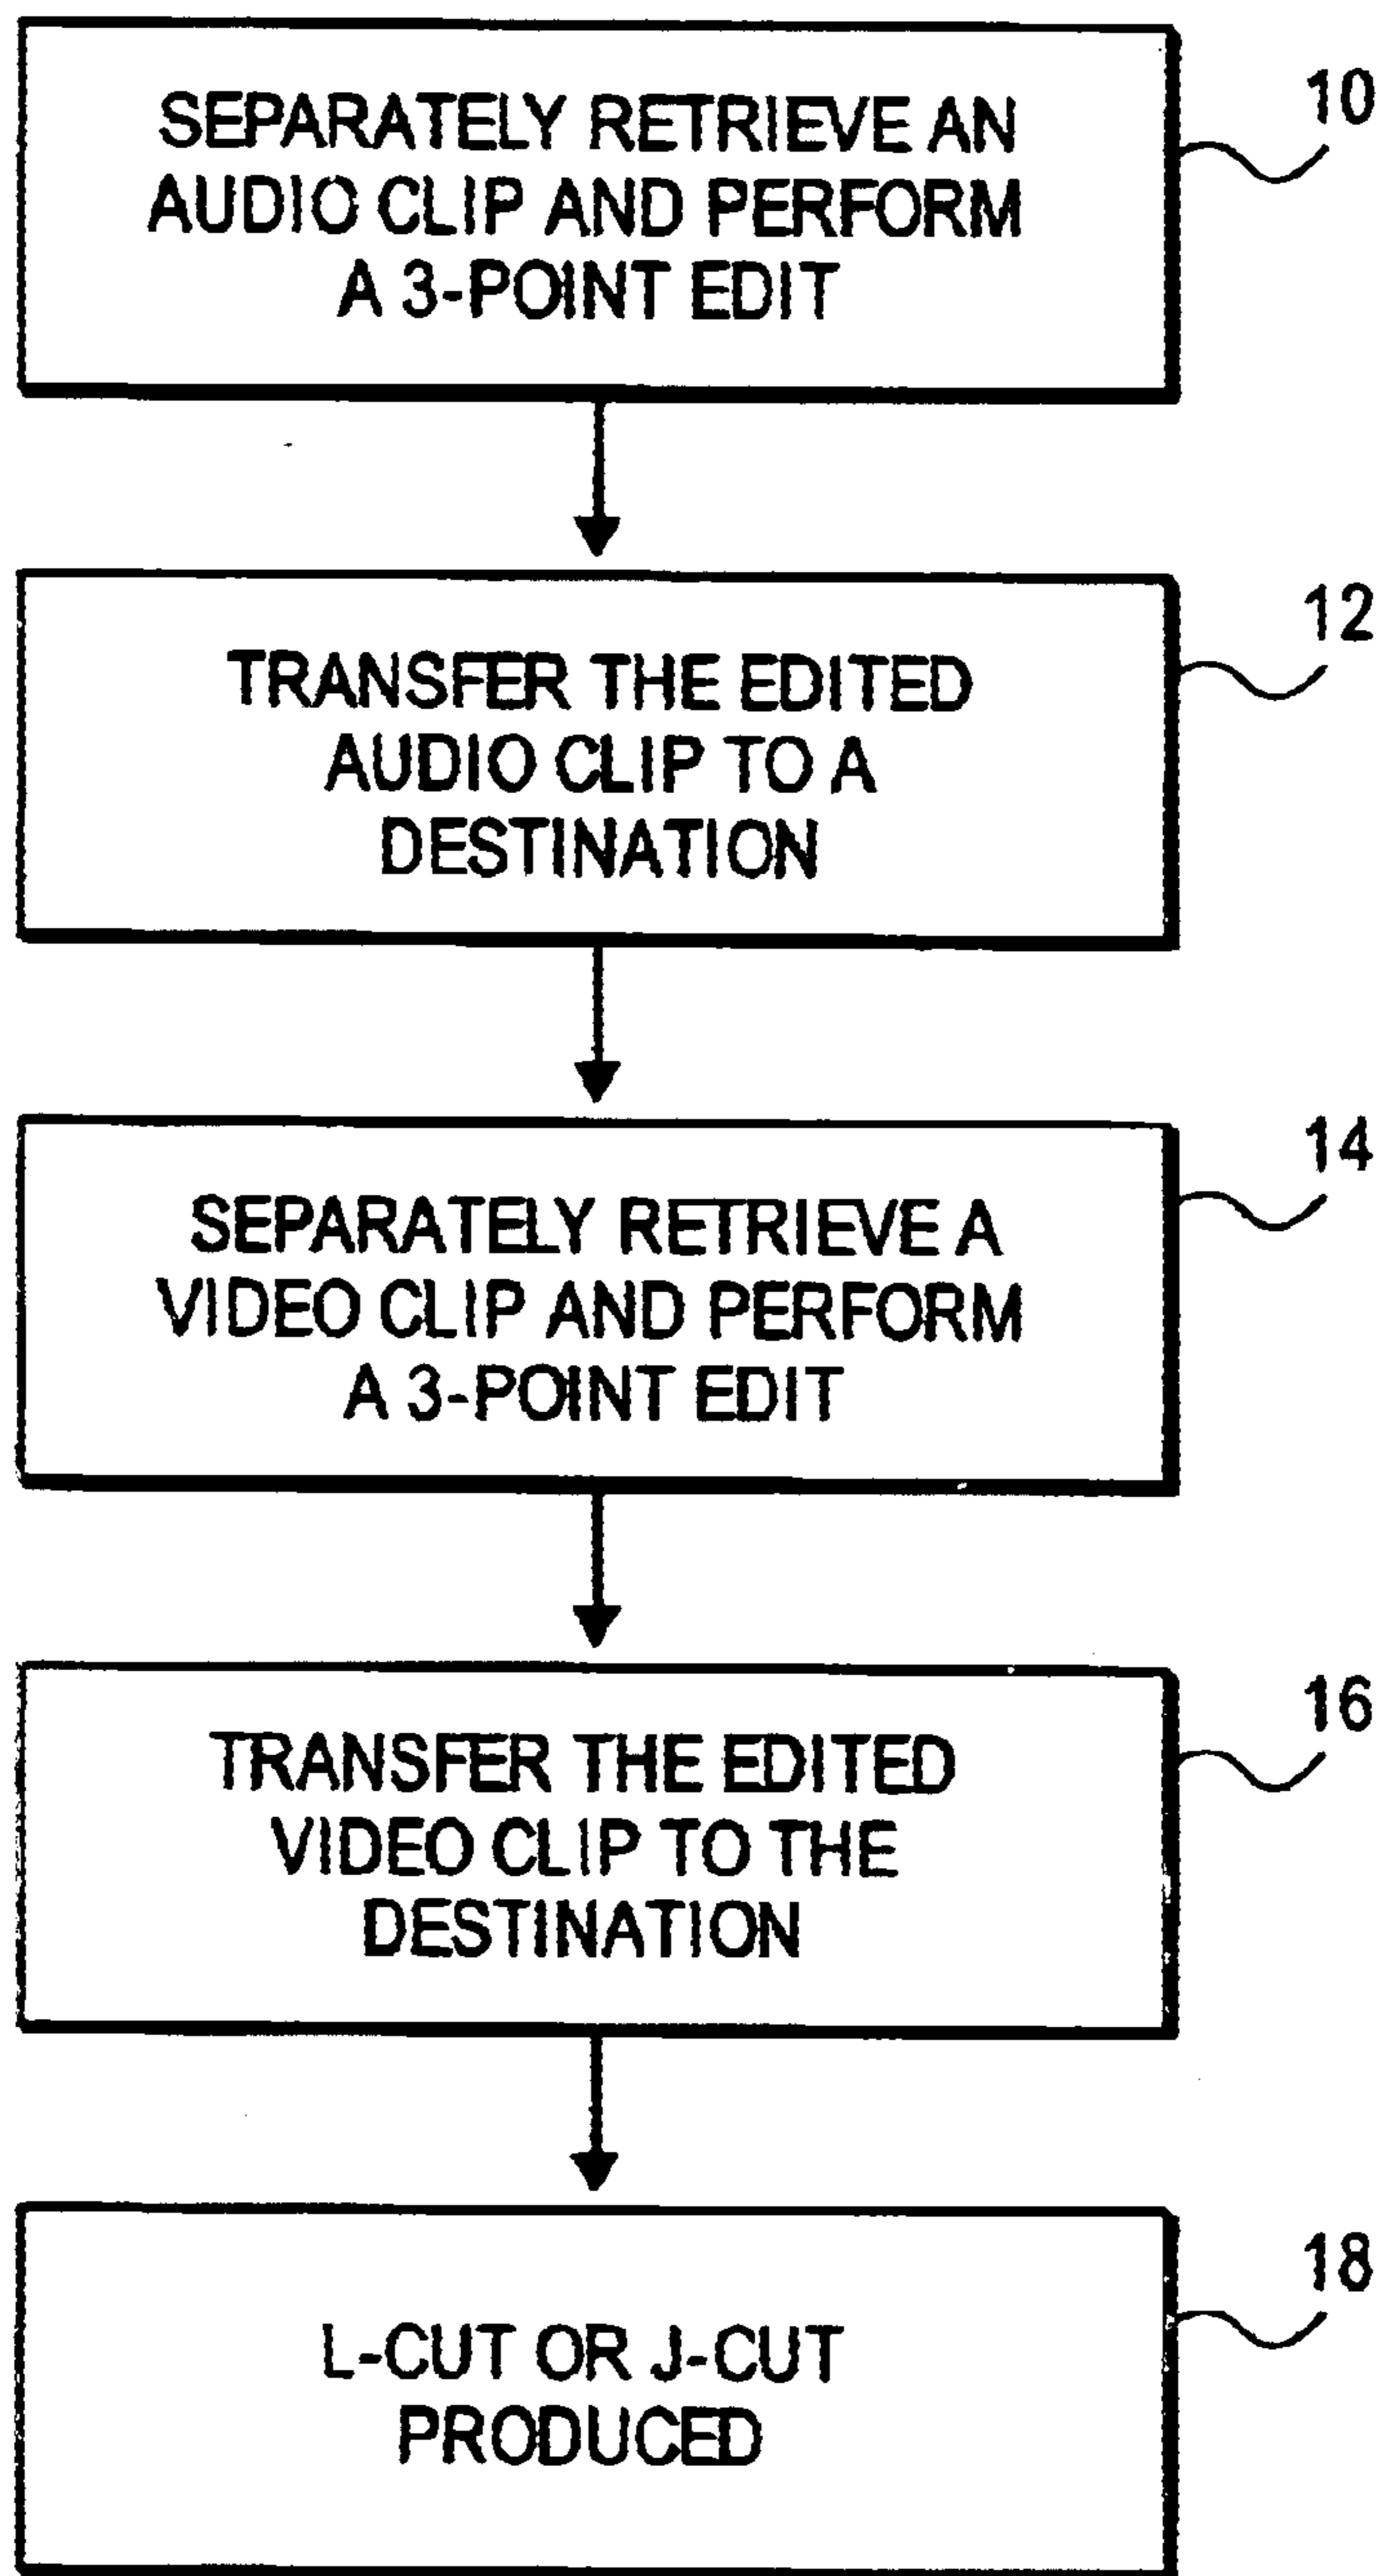 SEPARATELY RETRIEVE AN
AUDIO CLIP AND PERFORM
A 3-POINT EDIT
10
TRANSFER THE EDITED
AUDIO CLIP TO A
DESTINATION
12
SEPARATELY RETRIEVE A
VIDEO CLIP AND PERFORM
A 3-POINT EDIT
14
TRANSFER THE EDITED
VIDEO CLIP TO THE
DESTINATION
16
L-CUT OR J-CUT
PRODUCED
18